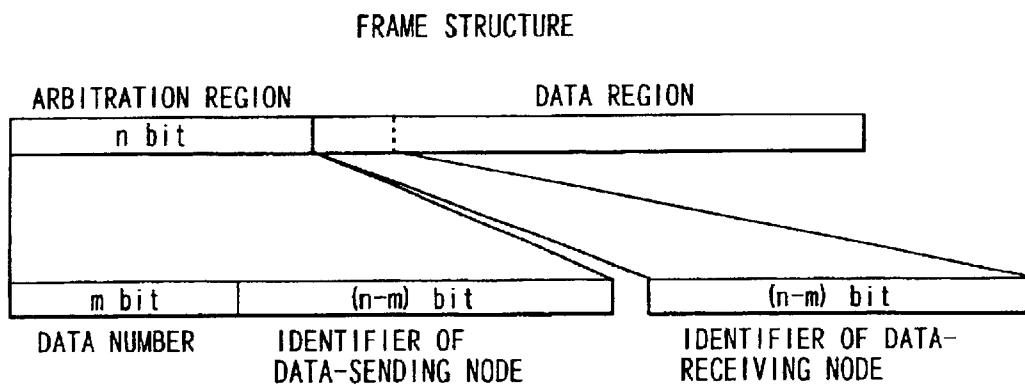 FRAME STRUCTURE
ARBITRATION REGION
DATA REGION
n bit
m bit
(n-m) bit
(n-m) bit
DATA NUMBER
IDENTIFIER OF
DATA-SENDING NODE
IDENTIFIER OF DATA-
RECEIVING NODE